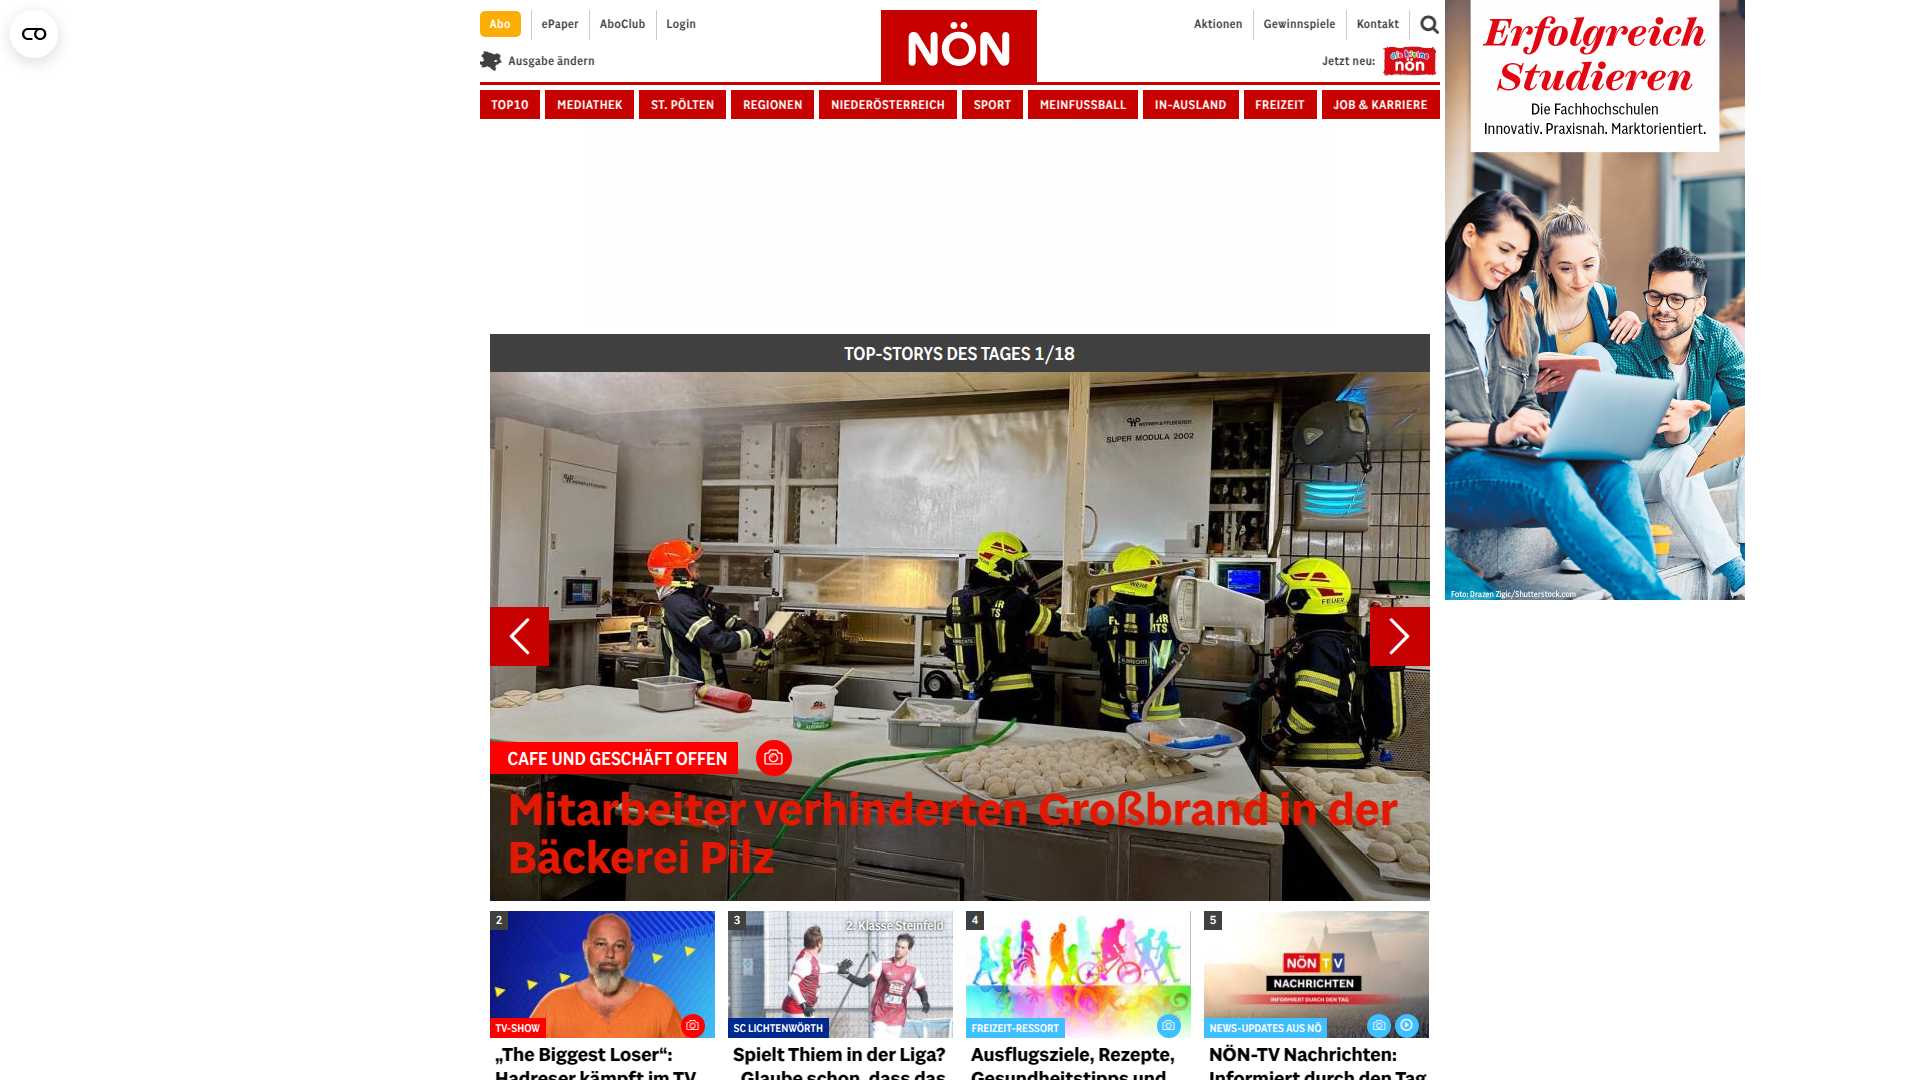 Abo
ePaper
AboClub
Login
NÖN
Aktionen
Gewinnspiele
Kontakt
Ausgabe ändern
Jetzt neu:
die kleine
nön
TOP10
MEDIATHEK
ST. PÖLTEN
REGIONEN
NIEDERÖSTERREICH
SPORT
MEINFUSSBALL
IN-AUSLAND
FREIZEIT
JOB & KARRIERE
Erfolgreich
Studieren
Die Fachhochschulen
Innovativ. Praxisnah. Marktorientiert.
Foto: Drazen Zigic/Shutterstock.com
TOP-STORYS DES TAGES 1/18
SUPER MODULA 2002
FEUER
CAFE UND GESCHÄFT OFFEN
Mitarbeiter verhinderten Großbrand in der
Bäckerei Pilz
2
TV-SHOW
„The Biggest Loser“:
Hadreser kämpft im TV
3
2. Klasse Steinfeld
SC LICHTENWÖRTH
Spielt Thiem in der Liga?
„Glaube schon, dass das
4
FREIZEIT-RESSORT
Ausflugsziele, Rezepte,
Gesundheitstipps und
5
NÖN TV
NACHRICHTEN
INFORMIERT DURCH DEN TAG
NEWS-UPDATES AUS NÖ
NÖN-TV Nachrichten:
Informiert durch den Tag